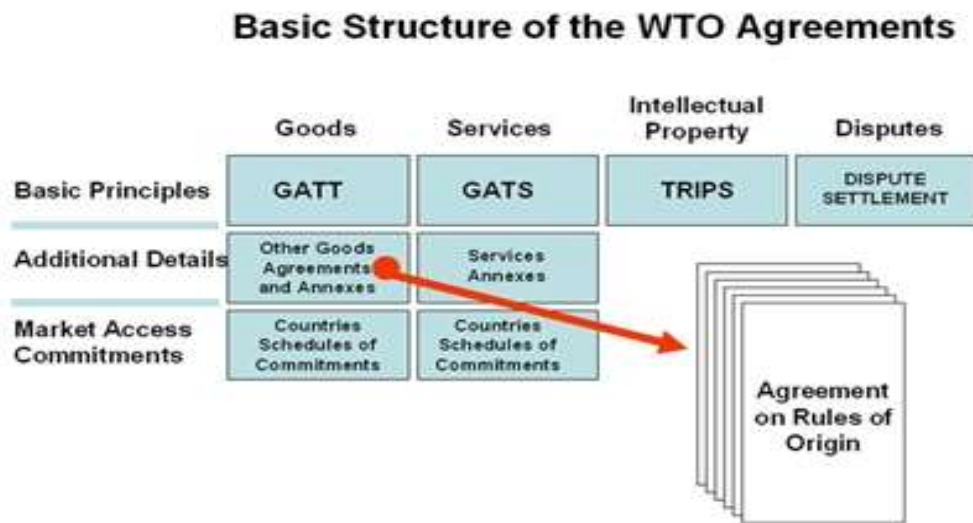 Basic Structure of the WTO Agreements
Goods
Services
Intellectual
Property
Disputes
Basic Principles
GATT
GATS
TRIPS
DISPUTE
SETTLEMENT
Additional Details
Other Goods
Agreements
and Annexes
Services
Annexes
Market Access
Commitments
Countries
Schedules of
Commitments
Countries
Schedules of
Commitments
Agreement
on Rules of
Origin